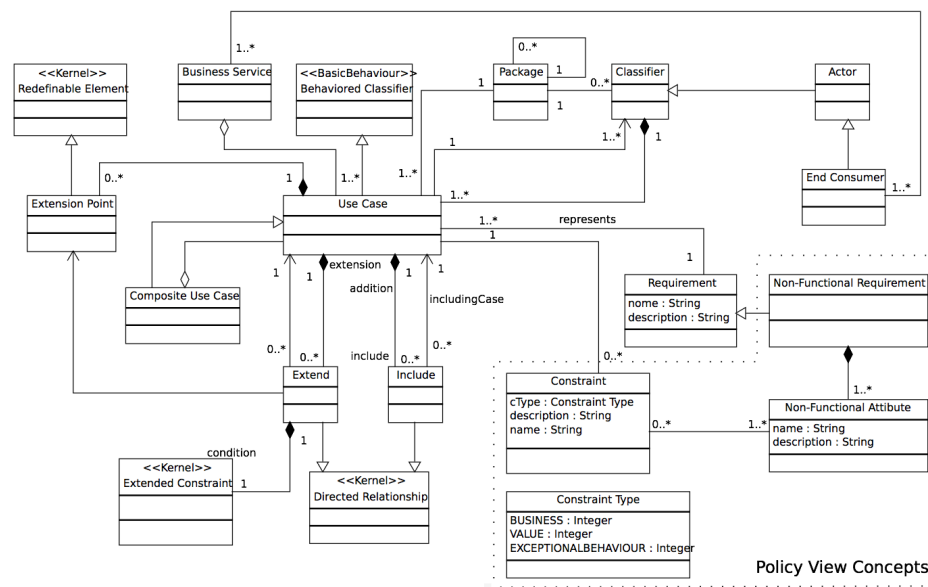 1..*
0..*
1
<<Kernel>>
Redefinable Element
Business Service
<<BasicBehaviour>>
Behaviored Classifier
1
Package
1
0..*
Classifier
Actor
1
1..*
1
1..*
0..*
1
1..*
1..*
1..*
End Consumer
1..*
Extension Point
Use Case
1..*
represents
1
1
1
1
extension
1
1
addition
includingCase
Composite Use Case
Requirement
nome : String
description : String
Non-Functional Requirement
0..*
0..*
include
0..*
0..*
0..*
Extend
Include
Constraint
cType : Constraint Type
description : String
name : String
1..*
Non-Functional Attibute
name : String
description : String
0..*
1..*
1
condition
<<Kernel>>
Extended Constraint
1
<<Kernel>>
Directed Relationship
Constraint Type
BUSINESS : Integer
VALUE : Integer
EXCEPTIONALBEHAVIOUR : Integer
Policy View Concepts